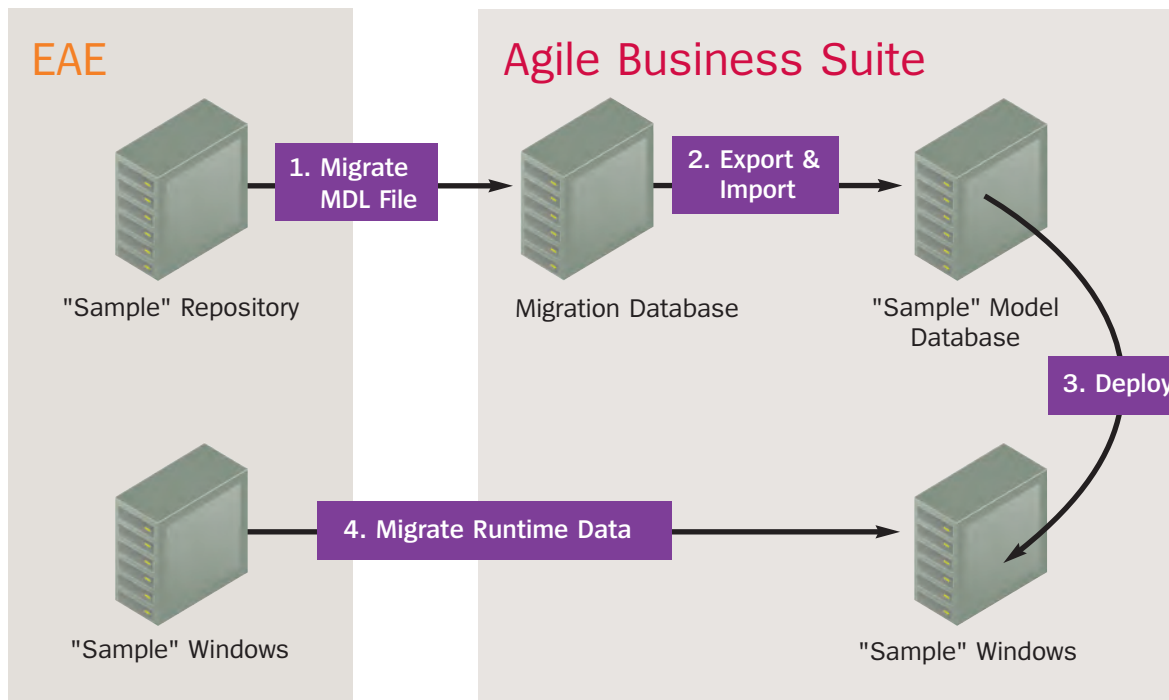 EAE
Agile Business Suite
1. Migrate
MDL File
2. Export &
Import
"Sample" Repository
Migration Database
"Sample" Model
Database
3. Deploy
4. Migrate Runtime Data
"Sample" Windows
"Sample" Windows